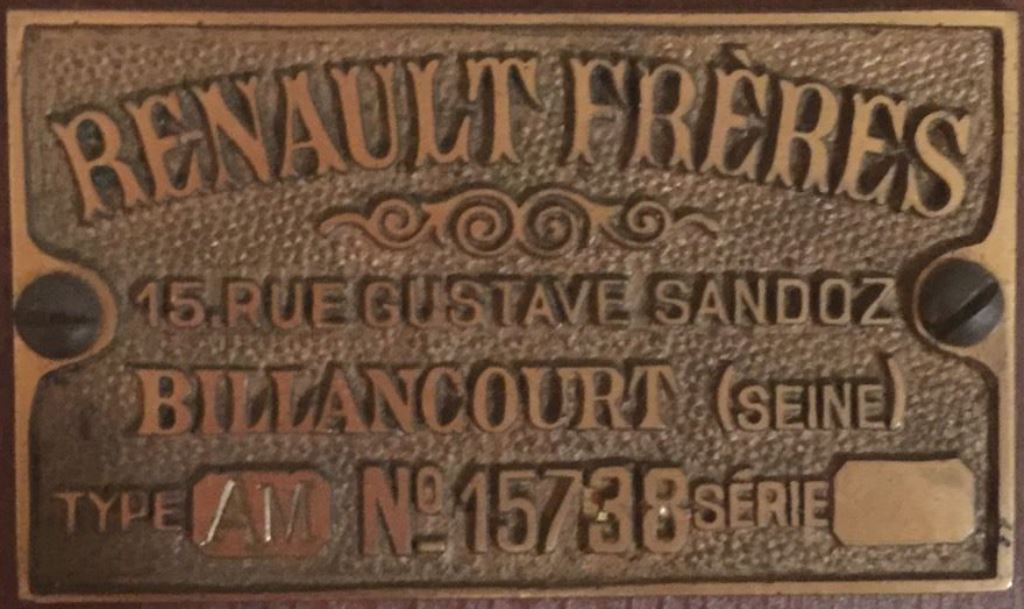 RENAULT FRÈRES
15.RUE GUSTAVE SANDOZ
BILLANCOURT (SEINE)
TYPE AM Nº 15738 SÉRIE